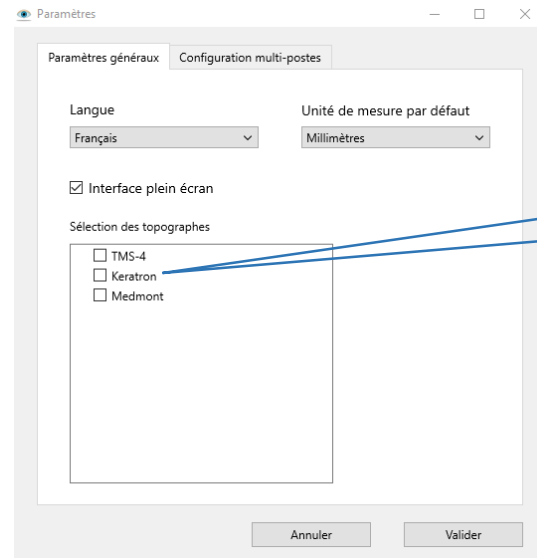 Paramètres
Paramètres généraux Configuration multi-postes
Langue Unité de mesure par défaut
Français Millimètres
Interface plein écran
Sélection des topographes
TMS-4
Keratron
Medmont
Annuler Valider